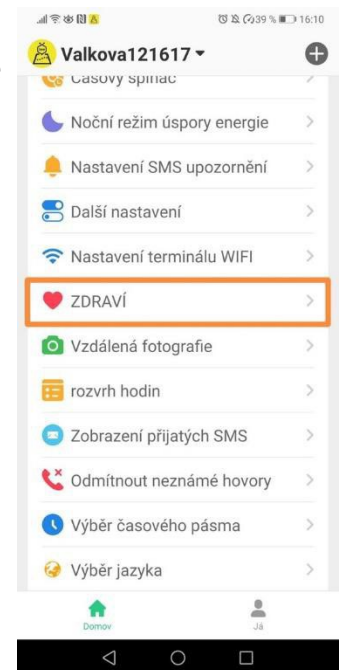 39 % 16:10
Valkova121617
Časový spínač
Noční režim úspory energie
Nastavení SMS upozornění
Další nastavení
Nastavení terminálu WIFI
ZDRAVÍ
Vzdálená fotografie
rozvrh hodin
Zobrazení přijatých SMS
Odmítnout neznámé hovory
Výběr časového pásma
Výběr jazyka
Domov Já